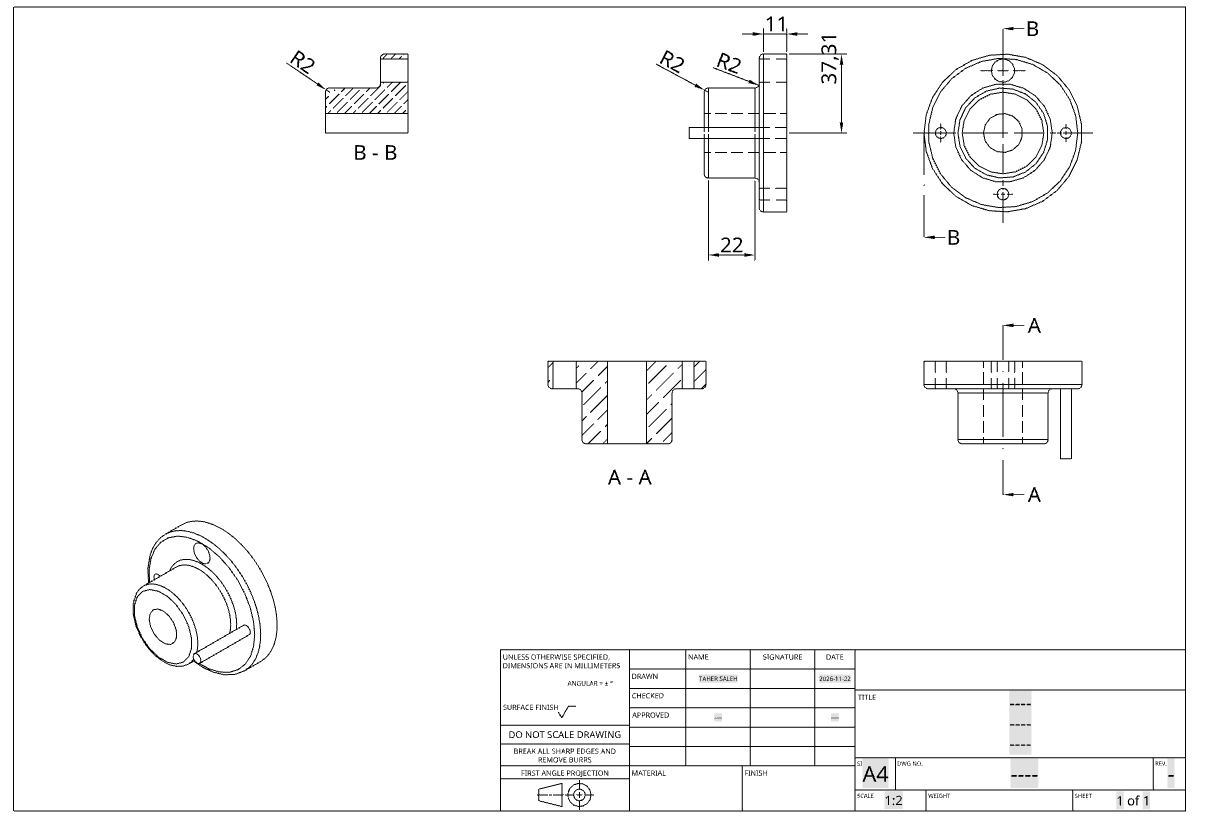 R2
B - B
R2
R2
11
37,31
22
B
B
A - A
A
A
UNLESS OTHERWISE SPECIFIED,
DIMENSIONS ARE IN MILLIMETERS
ANGULAR = ± °
SURFACE FINISH
DO NOT SCALE DRAWING
BREAK ALL SHARP EDGES AND
REMOVE BURRS
FIRST ANGLE PROJECTION
NAME
SIGNATURE
DATE
DRAWN
TAHER SALEH
2026-11-22
CHECKED
APPROVED
---
---
MATERIAL
FINISH
TITLE
----
----
----
SI
A4
DWG NO.
----
REV.
-
SCALE
1:2
WEIGHT
SHEET
1 of 1